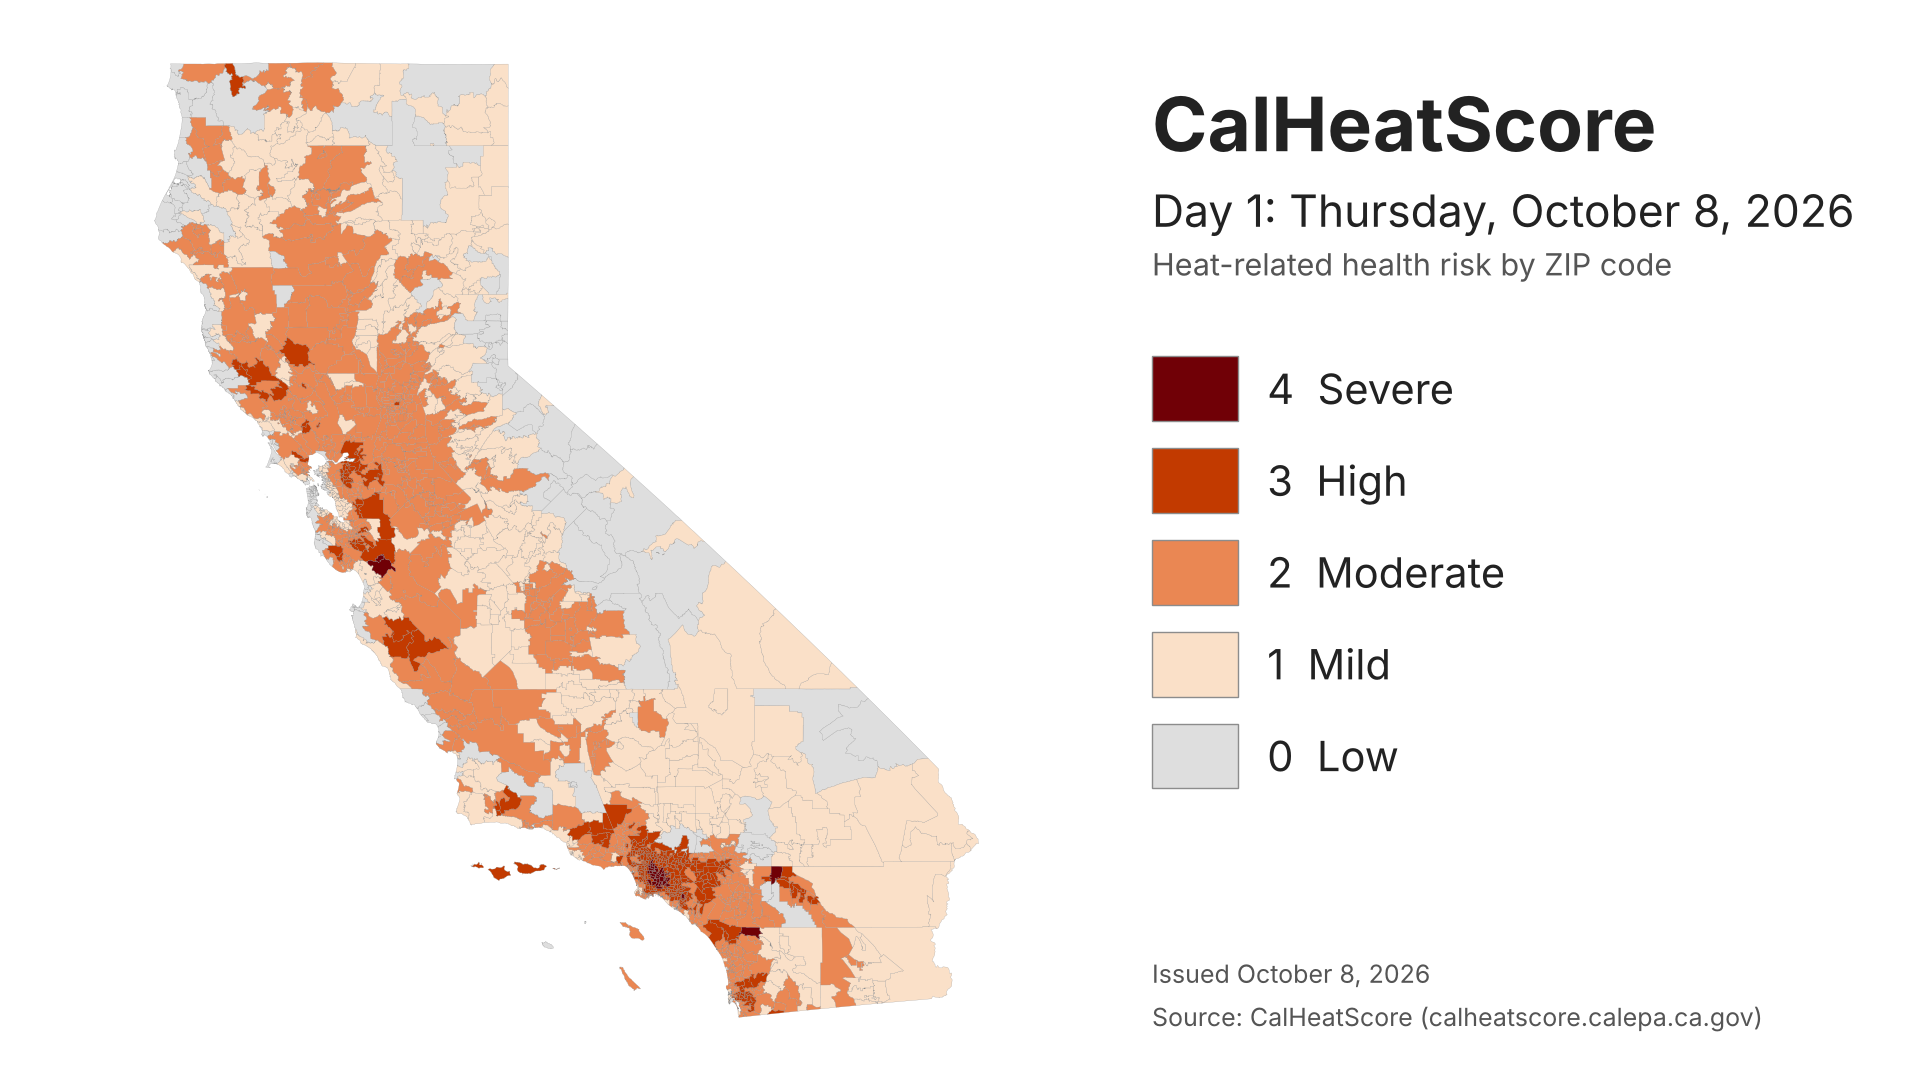 CalHeatScore
Day 1: Thursday, October 8, 2026
Heat-related health risk by ZIP code
4 Severe
3 High
2 Moderate
1 Mild
0 Low
Issued October 8, 2026
Source: CalHeatScore (calheatscore.calepa.ca.gov)